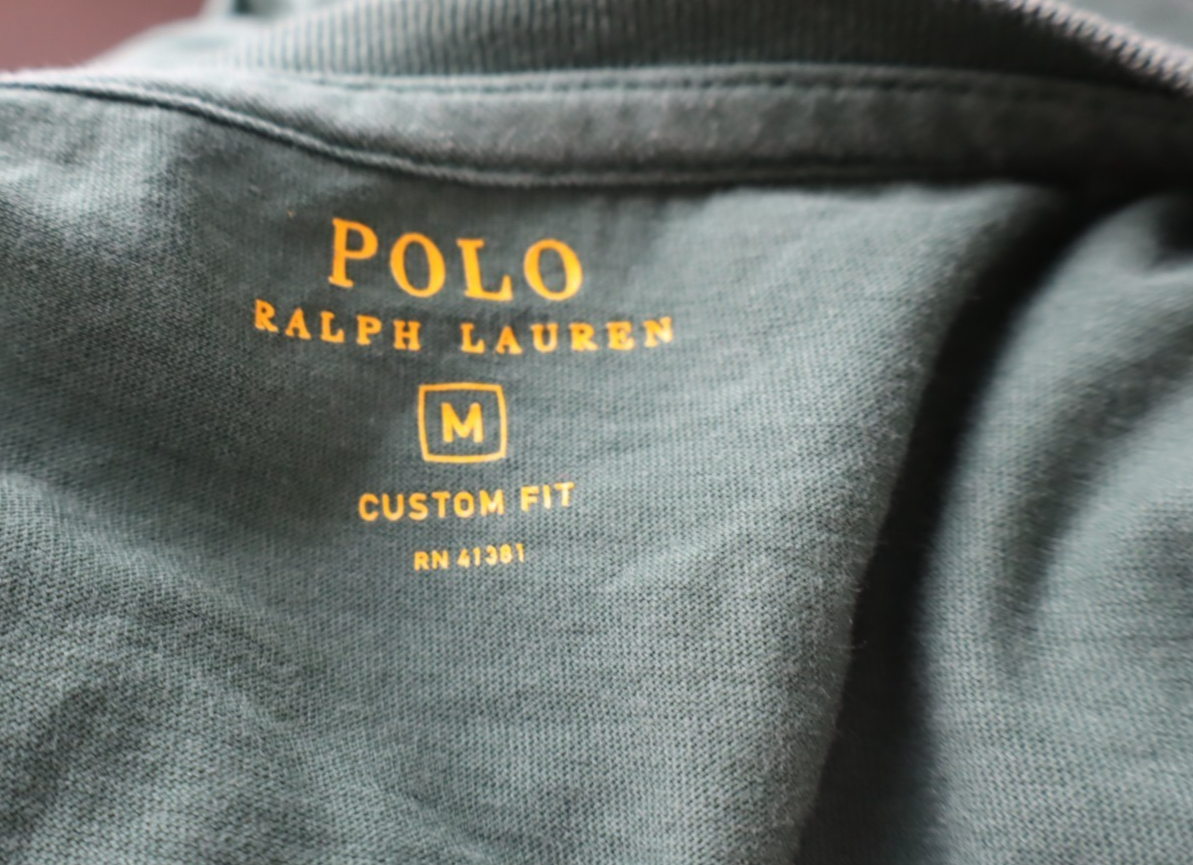 POLO
RALPH LAUREN
M
CUSTOM FIT
RN 41381